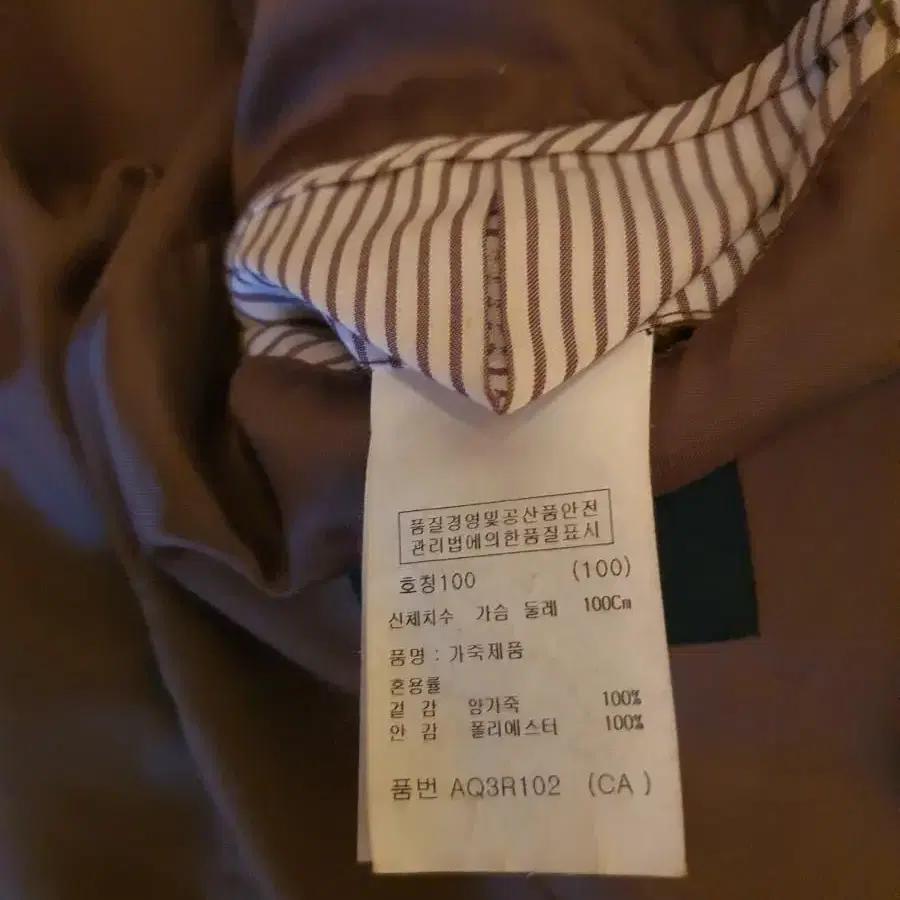 품질경영및공산품안전
관리법에의한품질표시
호칭100 (100)
신체치수 가슴 둘레 100Cm
품명 : 가죽제품
혼용률
겉 감 양가죽 100%
안 감 폴리에스터 100%
품번 AQ3R102 (CA )